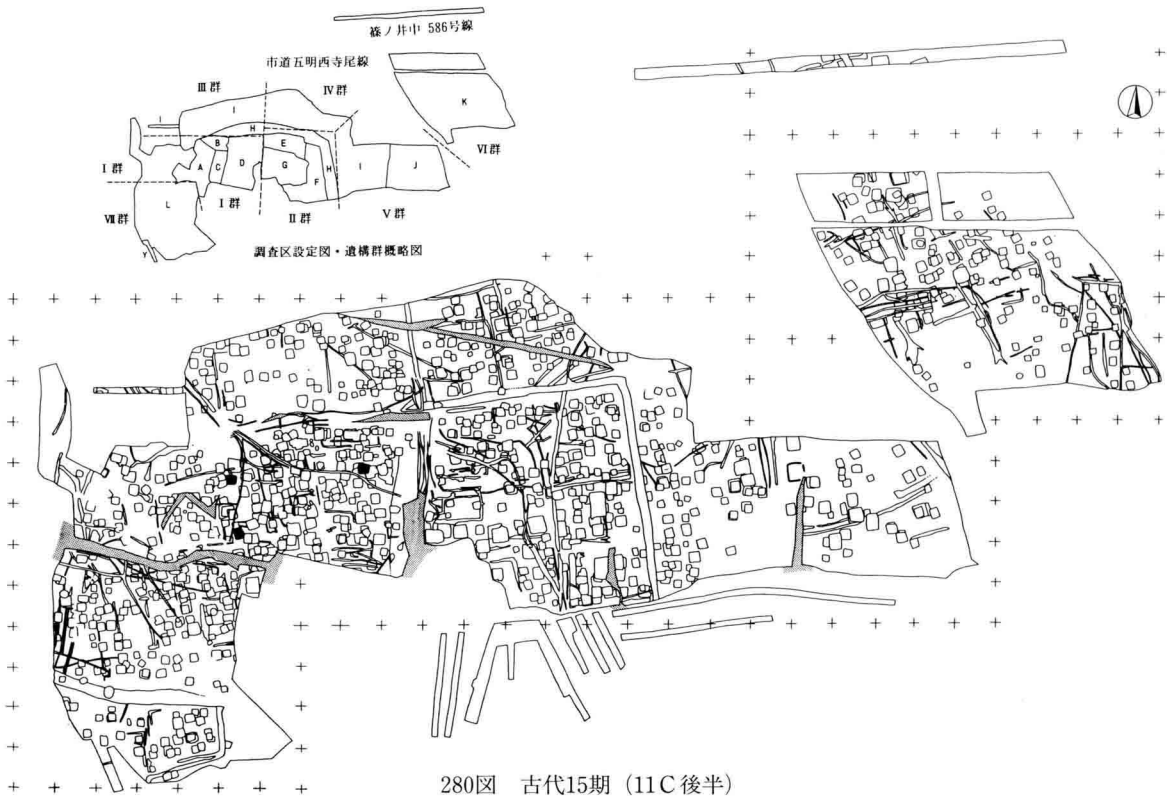 篠ノ井中 586号線
市道五明西寺尾線
III群
IV群
I
K
I
H
B
E
VI群
I群
A
C
D
G
H
I
J
F
L
I群
II群
V群
VII群
Y
調査区設定図・遺構群概略図
280図 古代15期（11C後半）